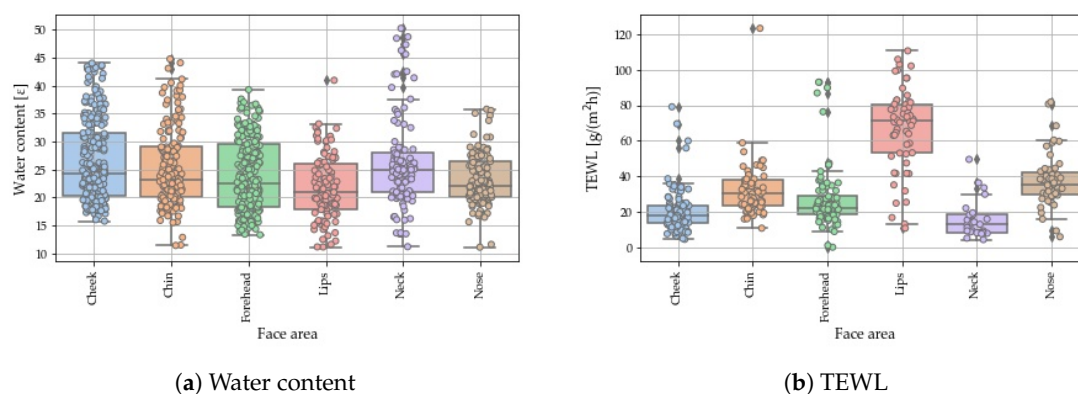 50
45
40
35
30
25
20
15
10
Water content [ε]
Cheek
Chin
Forehead
Lips
Neck
Nose
Face area
(a) Water content
120
100
80
60
40
20
0
TEWL [g/(m²h)]
Cheek
Chin
Forehead
Lips
Neck
Nose
Face area
(b) TEWL